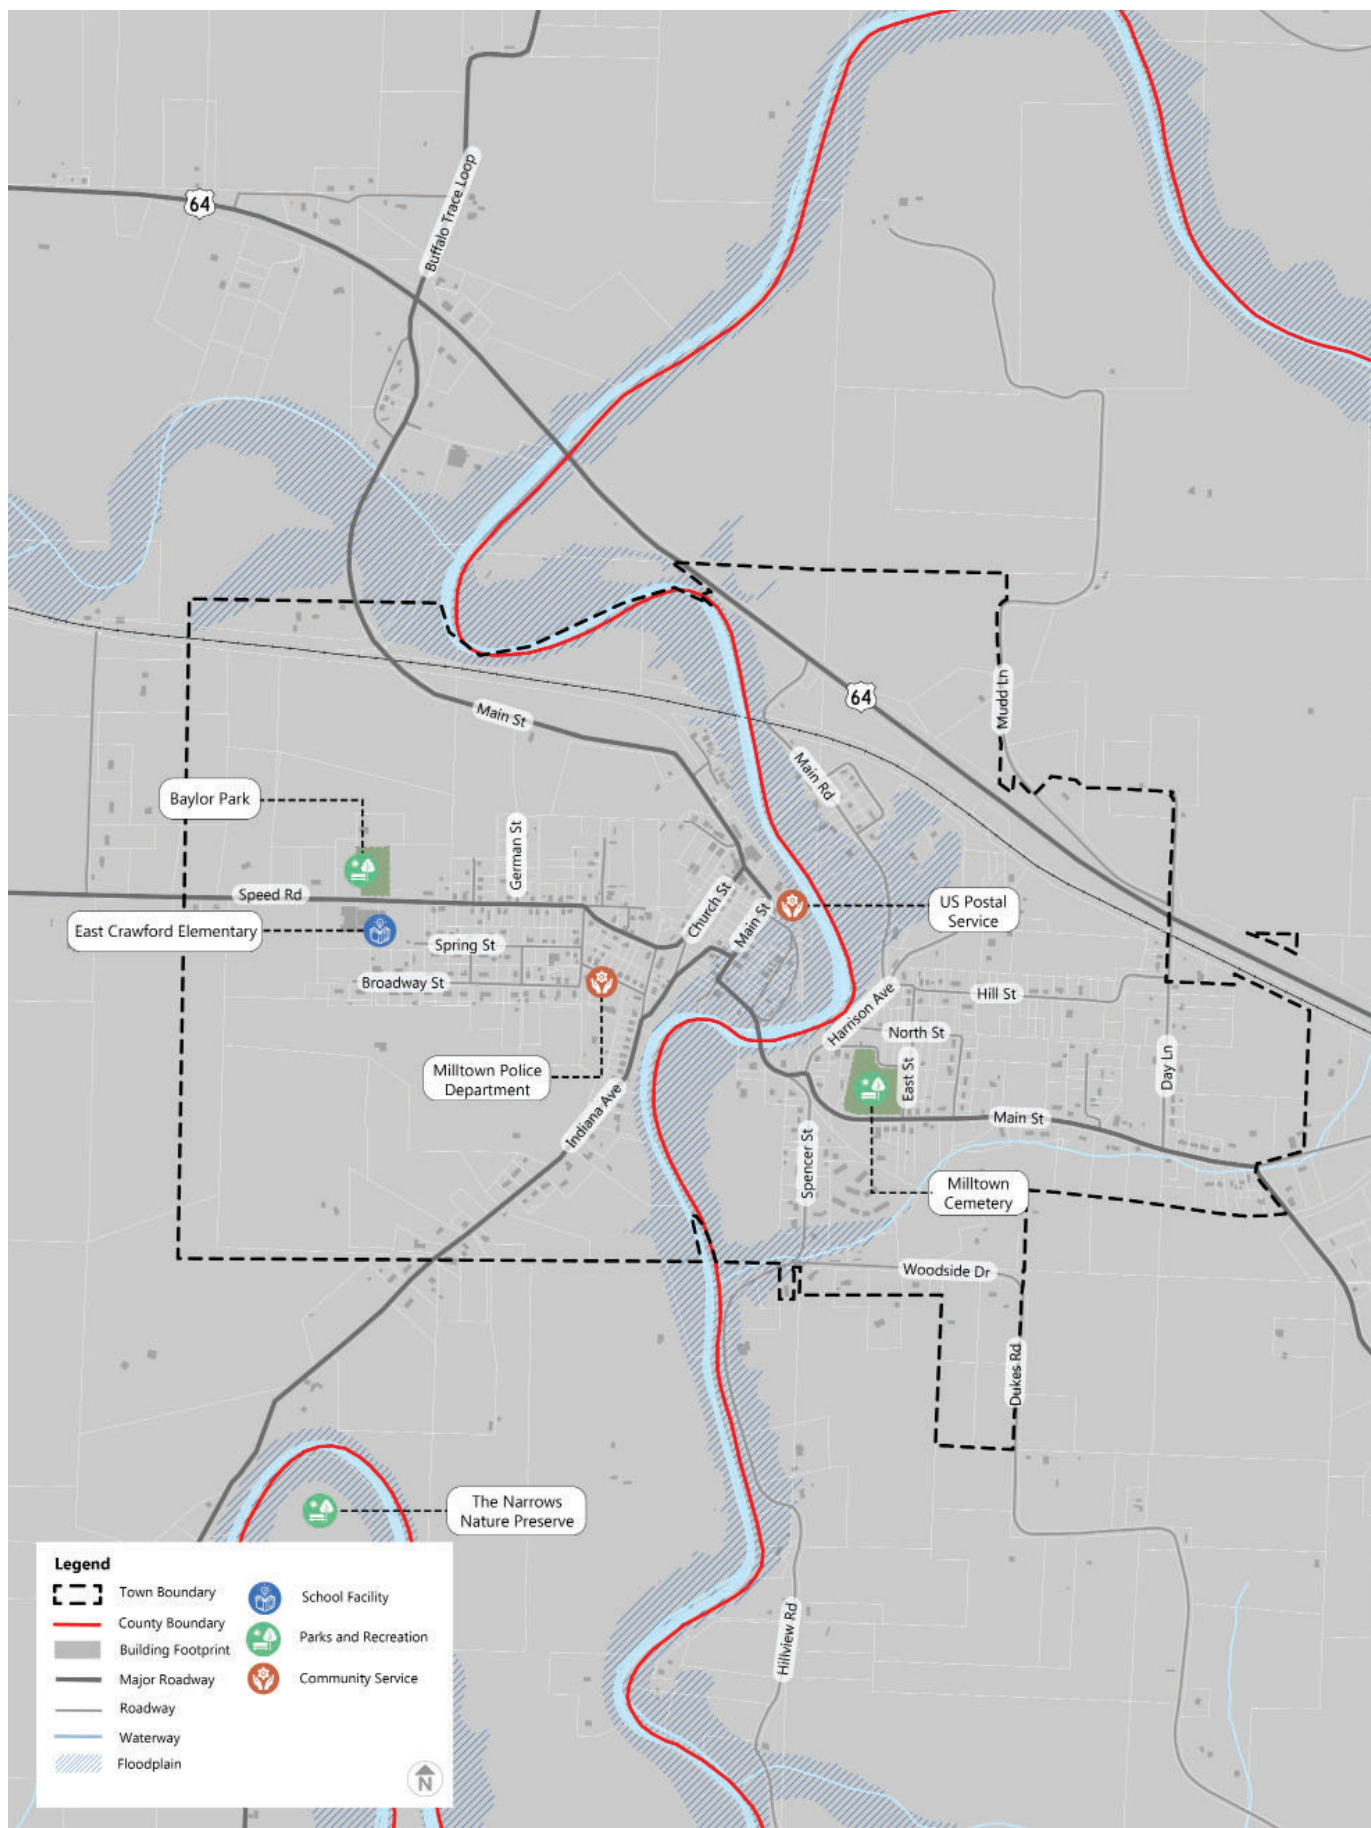 Buffalo Trace Loop
64
64
Mudd Ln
Main St
Main Rd
Baylor Park
German St
Speed Rd
Church St
Main St
US Postal
Service
East Crawford Elementary
Spring St
Broadway St
Hill St
Harrison Ave
North St
Milltown Police
Department
East St
Day Ln
Indiana Ave
Main St
Spencer St
Milltown
Cemetery
Woodside Dr
Dukes Rd
The Narrows
Nature Preserve
Hillview Rd
Legend
Town Boundary
County Boundary
Building Footprint
Major Roadway
Roadway
Waterway
Floodplain
School Facility
Parks and Recreation
Community Service
N